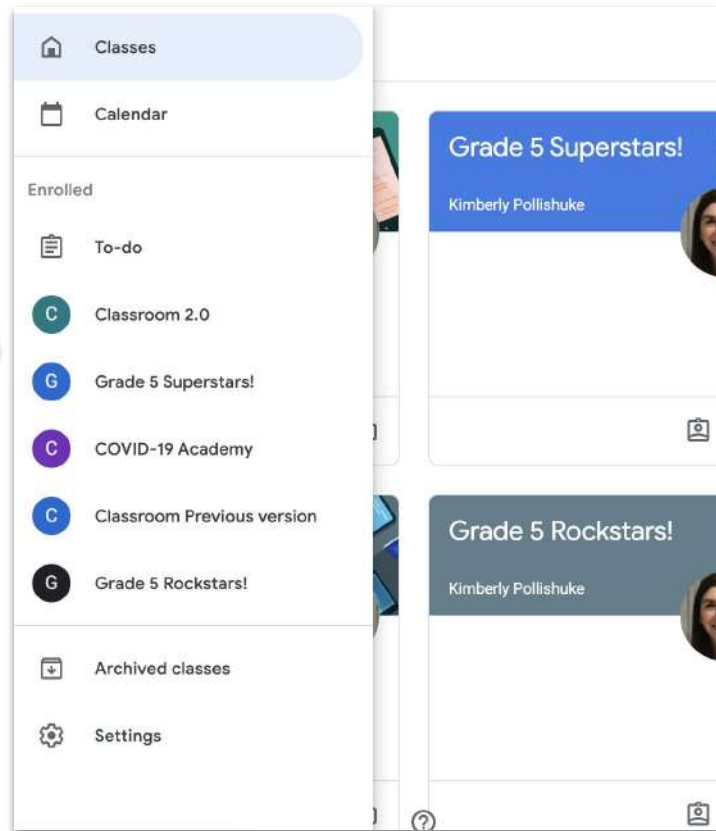 Classes
Calendar
Enrolled
To-do
C
Classroom 2.0
G
Grade 5 Superstars!
C
COVID-19 Academy
C
Classroom Previous version
G
Grade 5 Rockstars!
Archived classes
Settings
Grade 5 Superstars!
Kimberly Pollishuke
Grade 5 Rockstars!
Kimberly Pollishuke
?